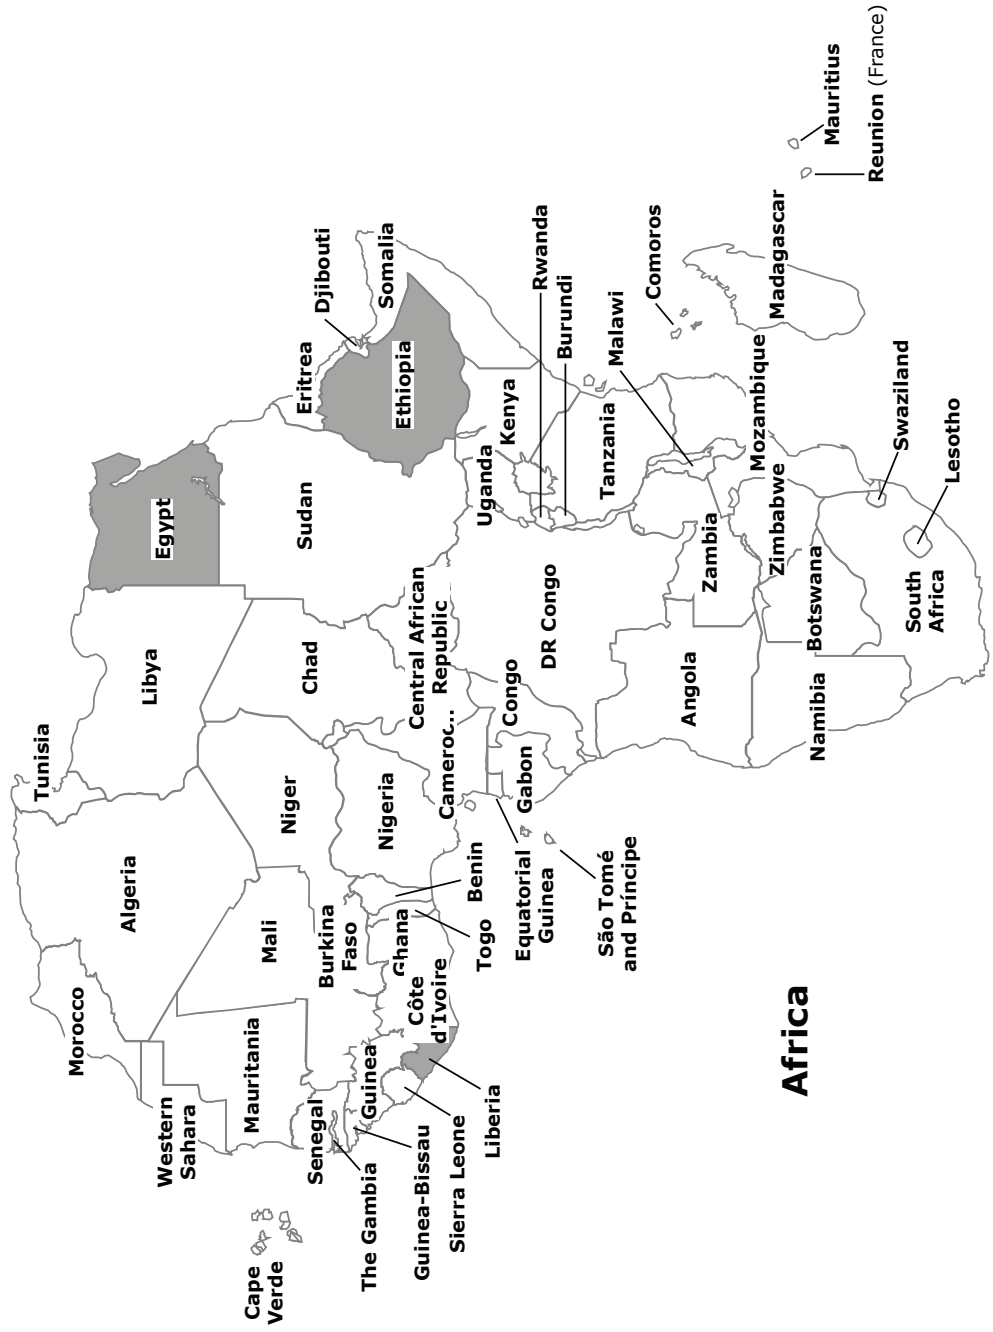 Tunisia
Morocco
Algeria
Libya
Egypt
Western
Sahara
Cape
Verde
Mauritania
Mali
Niger
Chad
Sudan
Eritrea
Djibouti
Somalia
Ethiopia
Senegal
The Gambia
Guinea-Bissau
Guinea
Sierra Leone
Liberia
Côte
d'Ivoire
Burkina
Faso
Ghana
Togo
Benin
Nigeria
Cameroo..
Central African
Republic
Equatorial
Guinea
São Tomé
and Príncipe
Gabon
Congo
DR Congo
Uganda
Kenya
Rwanda
Burundi
Tanzania
Malawi
Comoros
Angola
Zambia
Mozambique
Zimbabwe
Madagascar
Mauritius
Reunion (France)
Namibia
Botswana
South
Africa
Swaziland
Lesotho
Africa